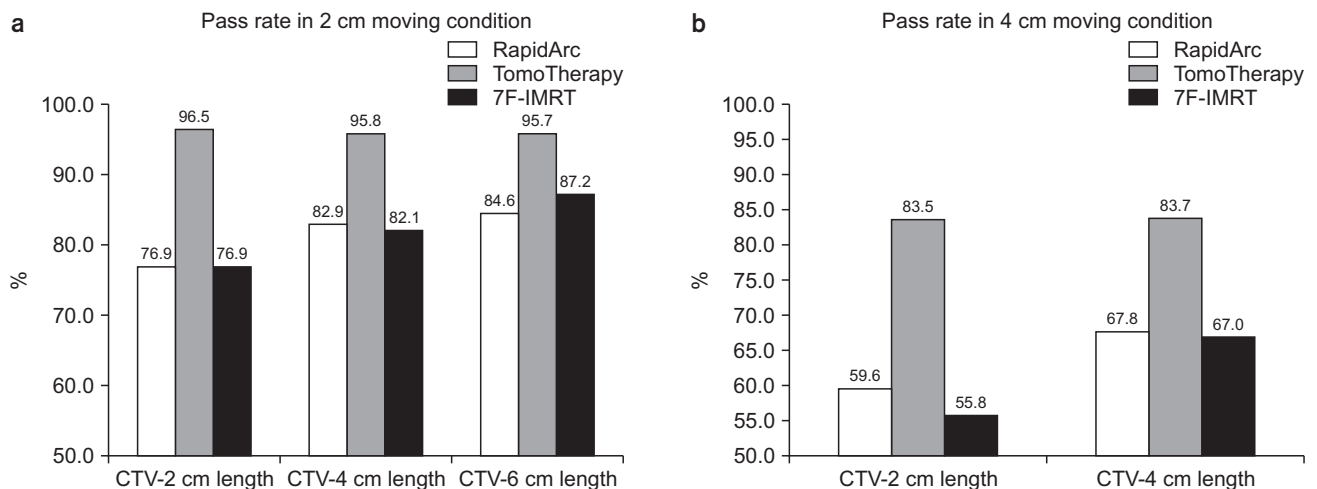 a
Pass rate in 2 cm moving condition
RapidArc
TomoTherapy
7F-IMRT
%
100.0
90.0
80.0
70.0
60.0
50.0
76.9
96.5
76.9
82.9
95.8
82.1
84.6
95.7
87.2
CTV-2 cm length
CTV-4 cm length
CTV-6 cm length
b
Pass rate in 4 cm moving condition
RapidArc
TomoTherapy
7F-IMRT
%
100.0
95.0
90.0
85.0
80.0
75.0
70.0
65.0
60.0
55.0
50.0
59.6
83.5
55.8
67.8
83.7
67.0
CTV-2 cm length
CTV-4 cm length